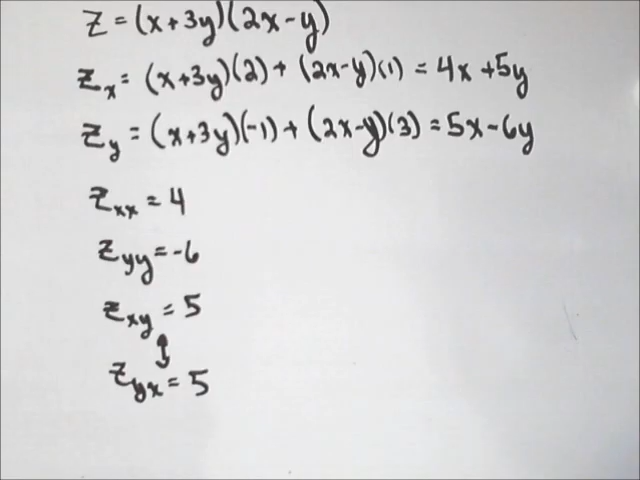 z = (x+3y)(2x-y)
z_x = (x+3y)(2) + (2x-y)(1) = 4x +5y
z_y = (x+3y)(-1) + (2x-y)(3) = 5x-6y
z_xx = 4
z_yy = -6
z_xy = 5
↕
z_yx = 5